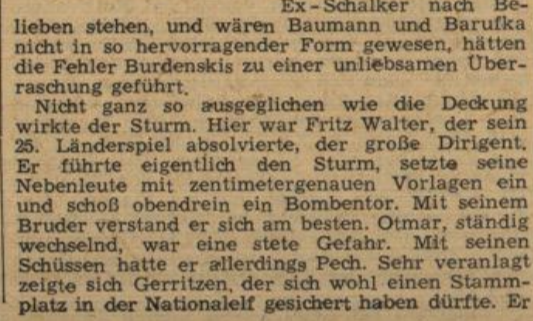 Ex-Schalker nach Be-
lieben stehen, und wären Baumann und Barufka
nicht in so hervorragender Form gewesen, hätten
die Fehler Burdenskis zu einer unliebsamen Über-
raschung geführt.
Nicht ganz so ausgeglichen wie die Deckung
wirkte der Sturm. Hier war Fritz Walter, der sein
25. Länderspiel absolvierte, der große Dirigent.
Er führte eigentlich den Sturm, setzte seine
Nebenleute mit zentimetergenauen Vorlagen ein
und schoß obendrein ein Bombentor. Mit seinem
Bruder verstand er sich am besten. Otmar, ständig
wechselnd, war eine stete Gefahr. Mit seinen
Schüssen hatte er allerdings Pech. Sehr veranlagt
zeigte sich Gerritzen, der sich wohl einen Stamm-
platz in der Nationalelf gesichert haben dürfte. Er